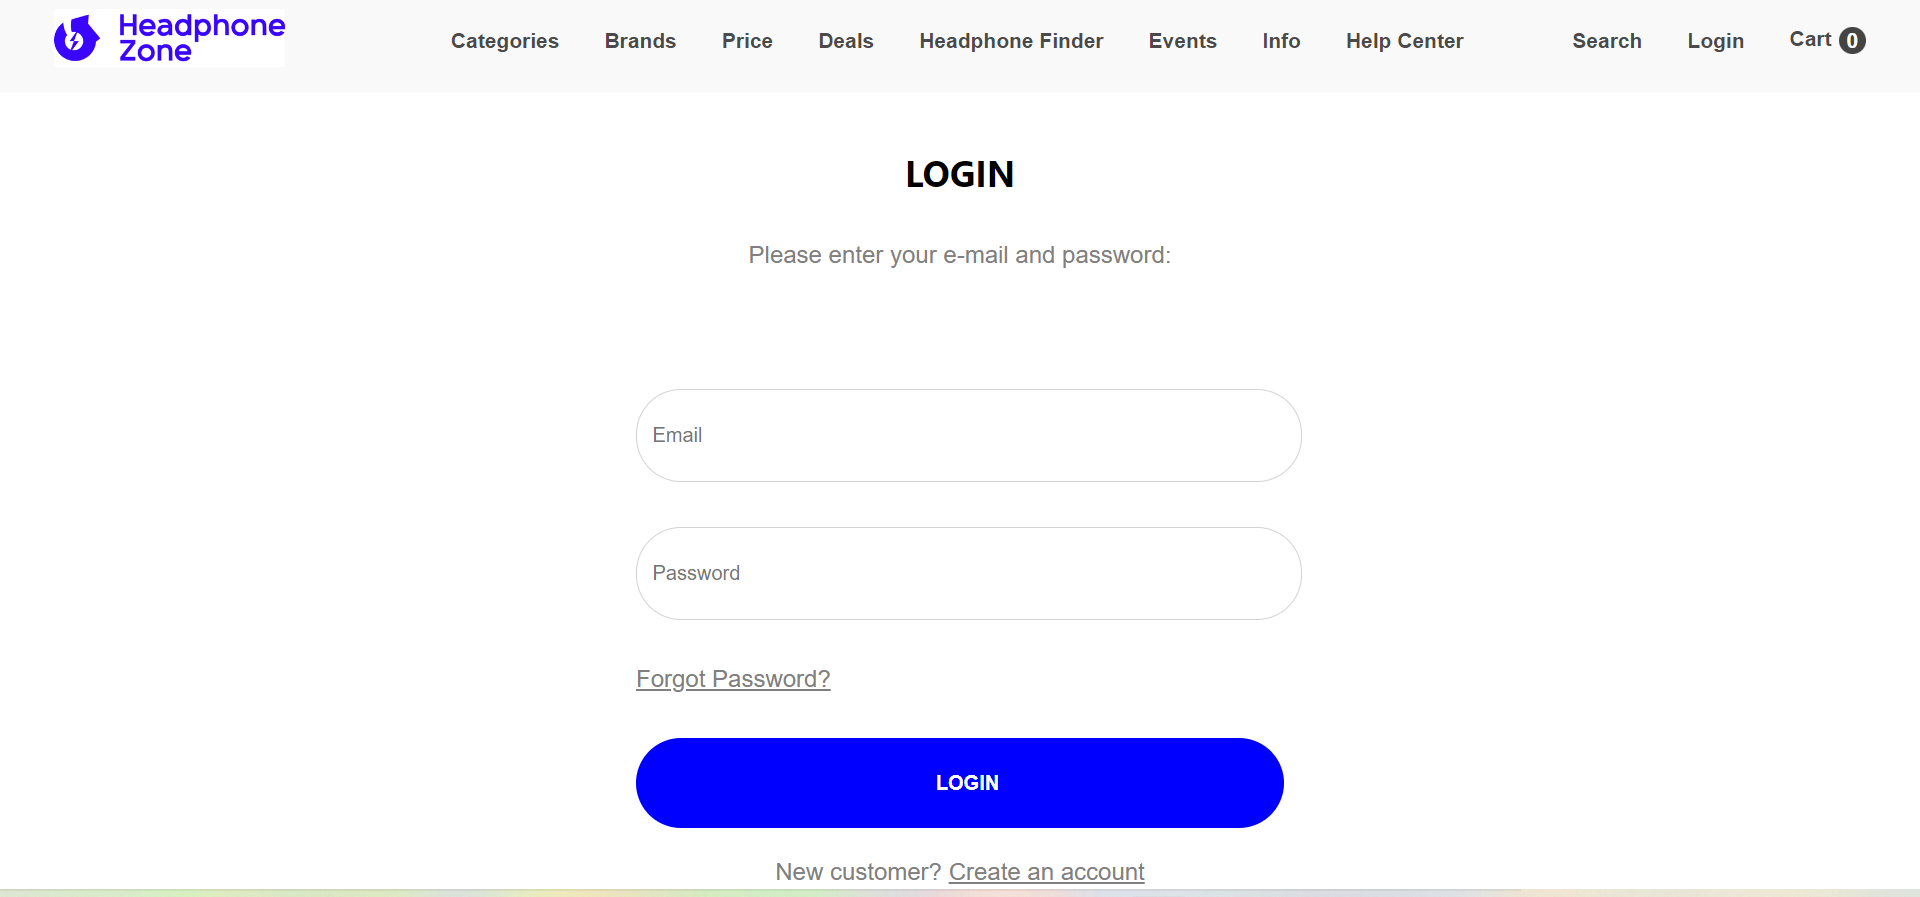 Headphone
Zone
Categories Brands Price Deals Headphone Finder Events Info Help Center Search Login Cart 0
LOGIN
Please enter your e-mail and password:
Email
Password
Forgot Password?
LOGIN
New customer? Create an account